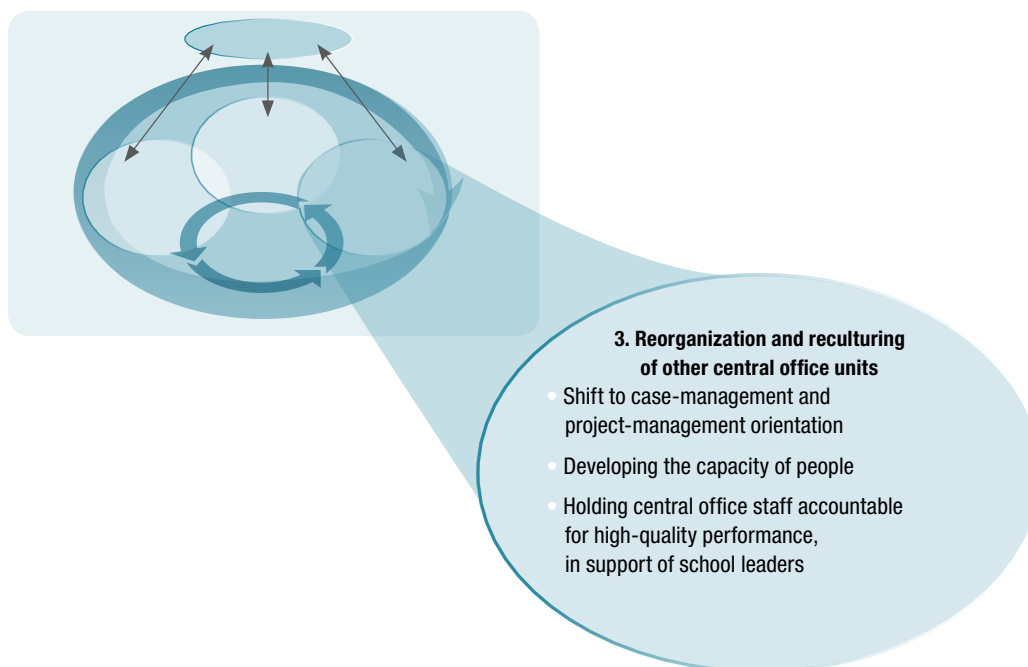 3. Reorganization and reculturing
of other central office units
• Shift to case-management and
project-management orientation
• Developing the capacity of people
• Holding central office staff accountable
for high-quality performance,
in support of school leaders